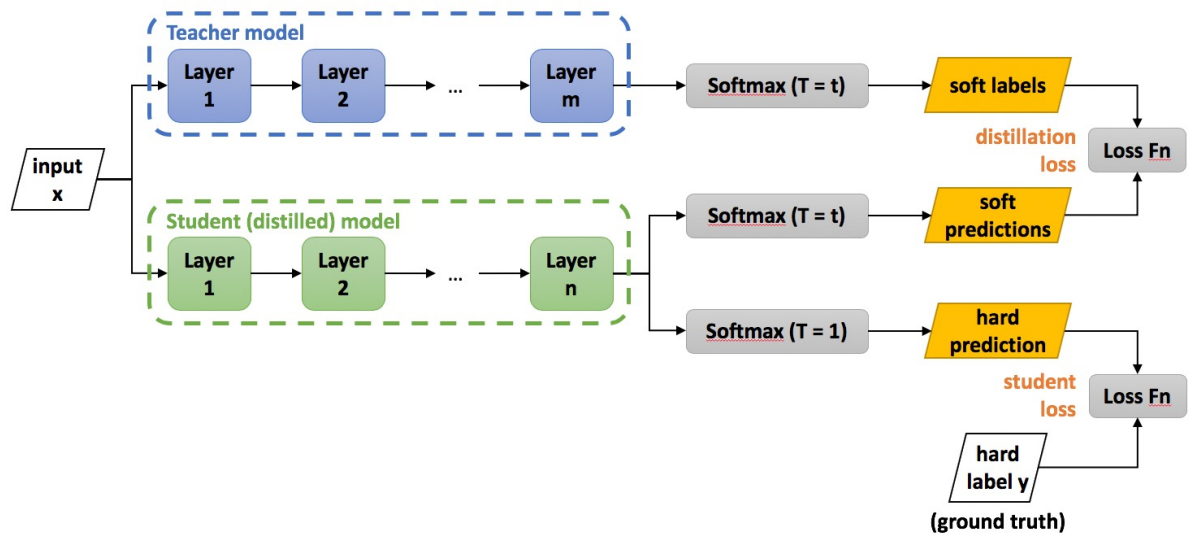 Teacher model
Layer
1
Layer
2
...
Layer
m
Softmax (T = t)
soft labels
distillation
loss
Loss Fn
input
x
Student (distilled) model
Layer
1
Layer
2
...
Layer
n
Softmax (T = t)
soft
predictions
Softmax (T = 1)
hard
prediction
student
loss
Loss Fn
hard
label y
(ground truth)